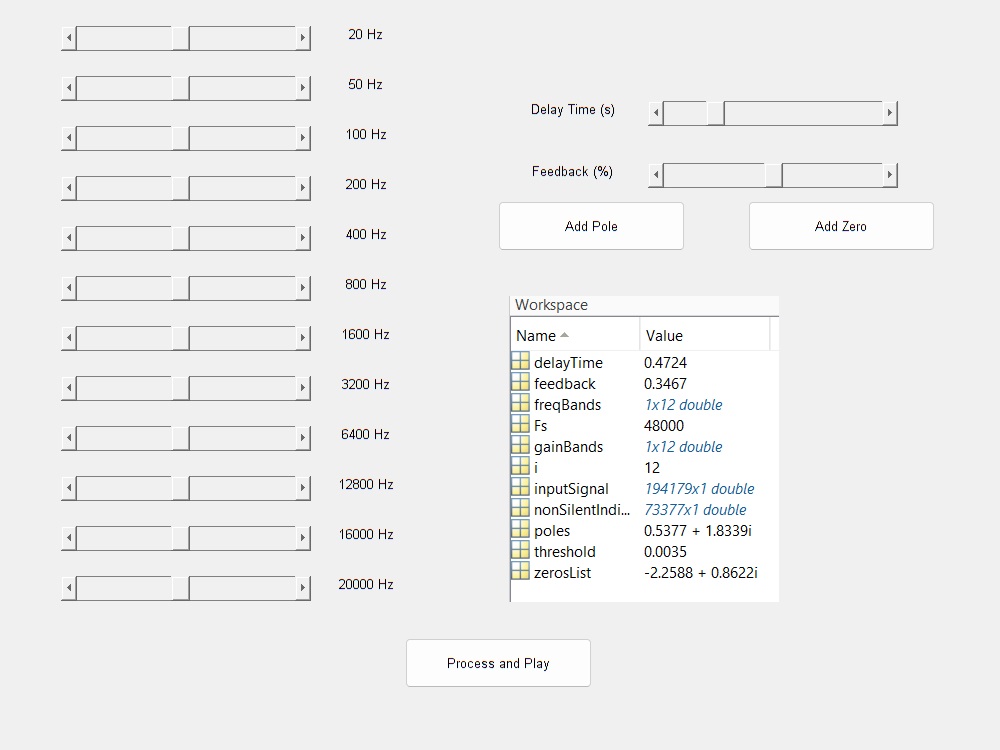 20 Hz
50 Hz
100 Hz
200 Hz
400 Hz
800 Hz
1600 Hz
3200 Hz
6400 Hz
12800 Hz
16000 Hz
20000 Hz
Delay Time (s)
Feedback (%)
Add Pole
Add Zero
Workspace
Name Value
delayTime 0.4724
feedback 0.3467
freqBands 1x12 double
Fs 48000
gainBands 1x12 double
i 12
inputSignal 194179x1 double
nonSilentIndi... 73377x1 double
poles 0.5377 + 1.8339i
threshold 0.0035
zerosList -2.2588 + 0.8622i
Process and Play